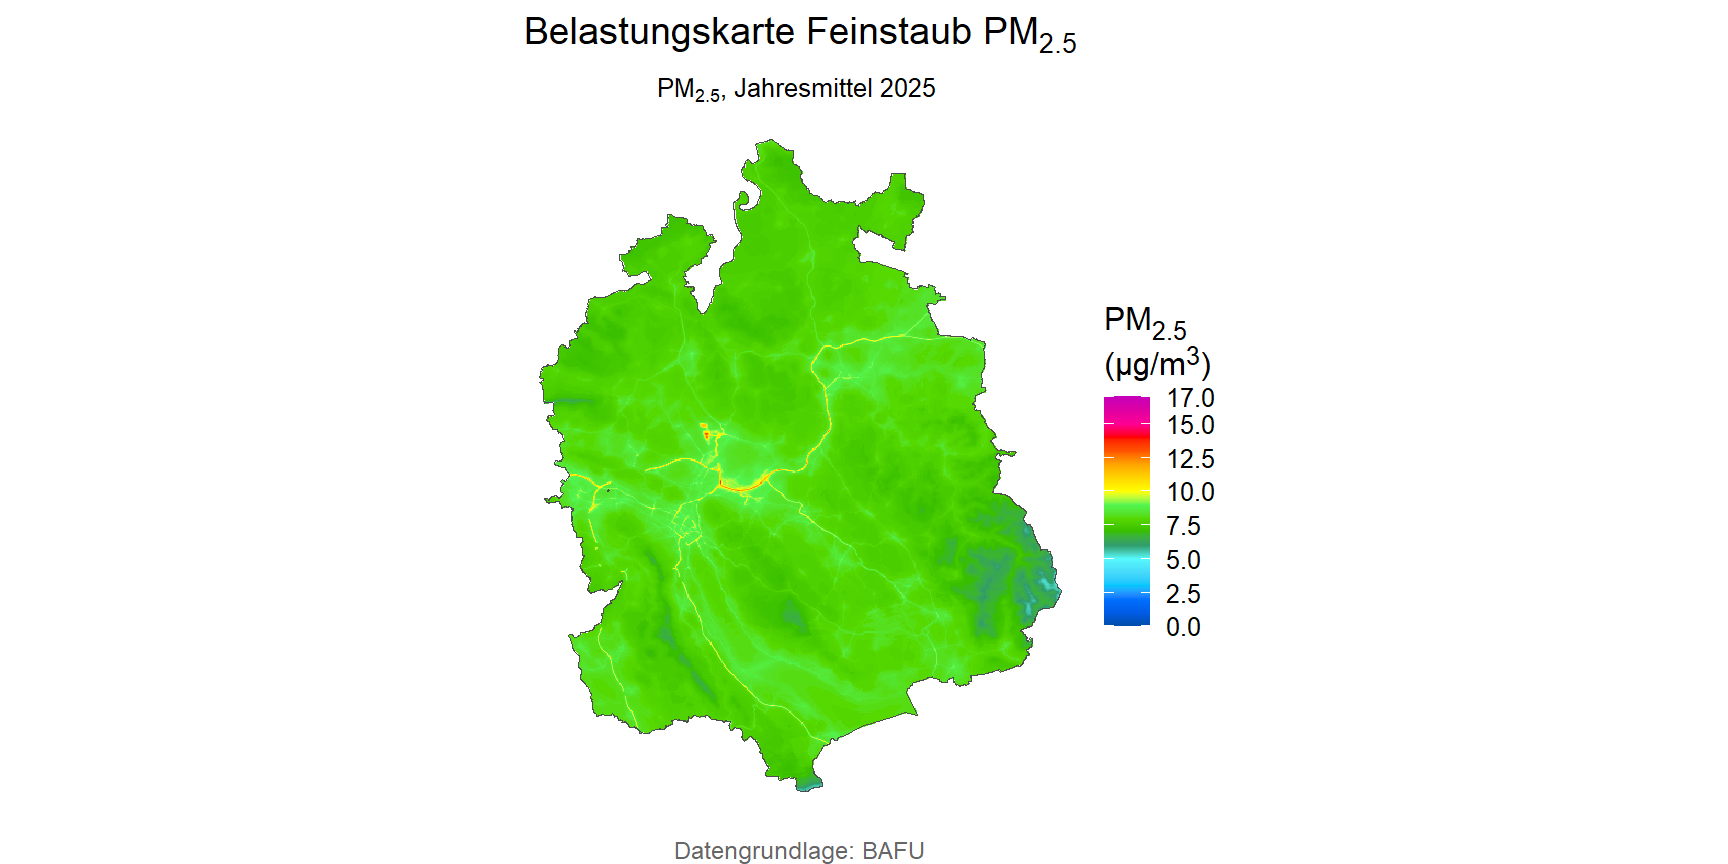 Belastungskarte Feinstaub PM₂.₅
PM₂.₅, Jahresmittel 2025
PM₂.₅
(µg/m³)
17.0
15.0
12.5
10.0
7.5
5.0
2.5
0.0
Datengrundlage: BAFU